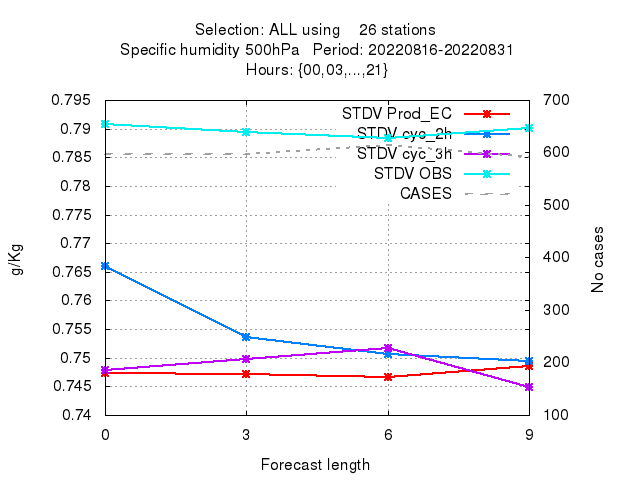 Selection: ALL using 26 stations
Specific humidity 500hPa Period: 20220816-20220831
Hours: {00,03,...,21}
0.795
0.79
0.785
0.78
0.775
0.77
0.765
0.76
0.755
0.75
0.745
0.74
g/Kg
STDV Prod_EC
STDV cyc_2h
STDV cyc_3h
STDV OBS
CASES
700
600
500
400
300
200
100
No cases
0 3 6 9
Forecast length